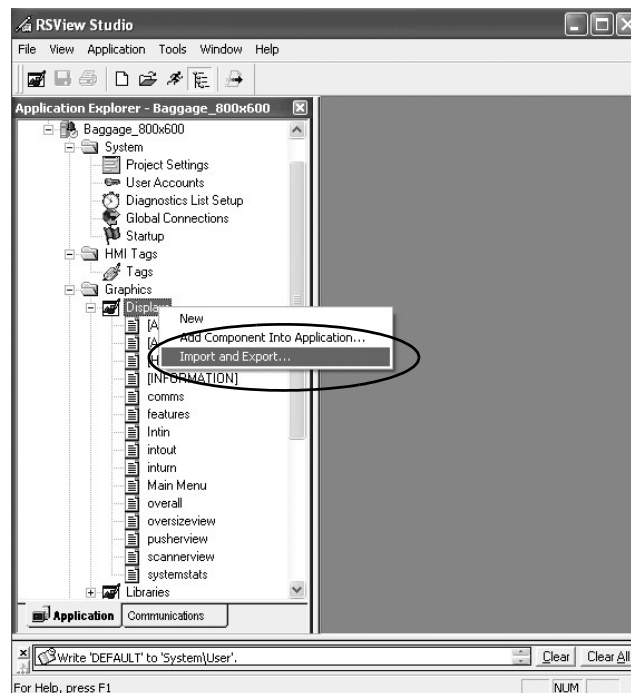 RSView Studio
File View Application Tools Window Help
Application Explorer - Baggage_800x600
Baggage_800x600
System
Project Settings
User Accounts
Diagnostics List Setup
Global Connections
Startup
HMI Tags
Tags
Graphics
New
[A
Add Component Into Application...
[A
Import and Export...
[H
[INFORMATION]
comms
features
Intin
intout
inturn
Main Menu
overall
oversizeview
pusherview
scannerview
systemstats
Libraries
Application Communications
Write 'DEFAULT' to 'System\User'.
Clear Clear All
For Help, press F1
NUM